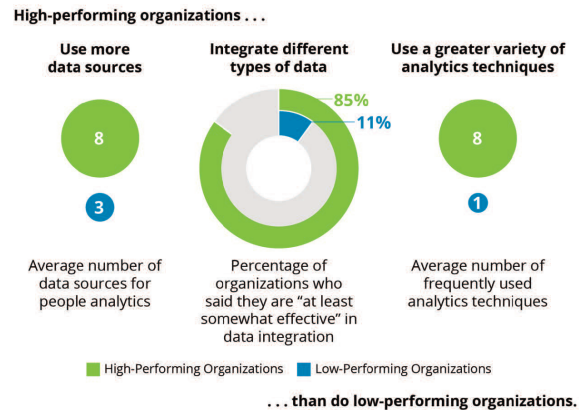 High-performing organizations . . .
Use more
data sources
Integrate different
types of data
Use a greater variety of
analytics techniques
8
3
85%
11%
8
1
Average number of
data sources for
people analytics
Percentage of
organizations who
said they are “at least
somewhat effective” in
data integration
Average number of
frequently used
analytics techniques
High-Performing Organizations
Low-Performing Organizations
. . . than do low-performing organizations.